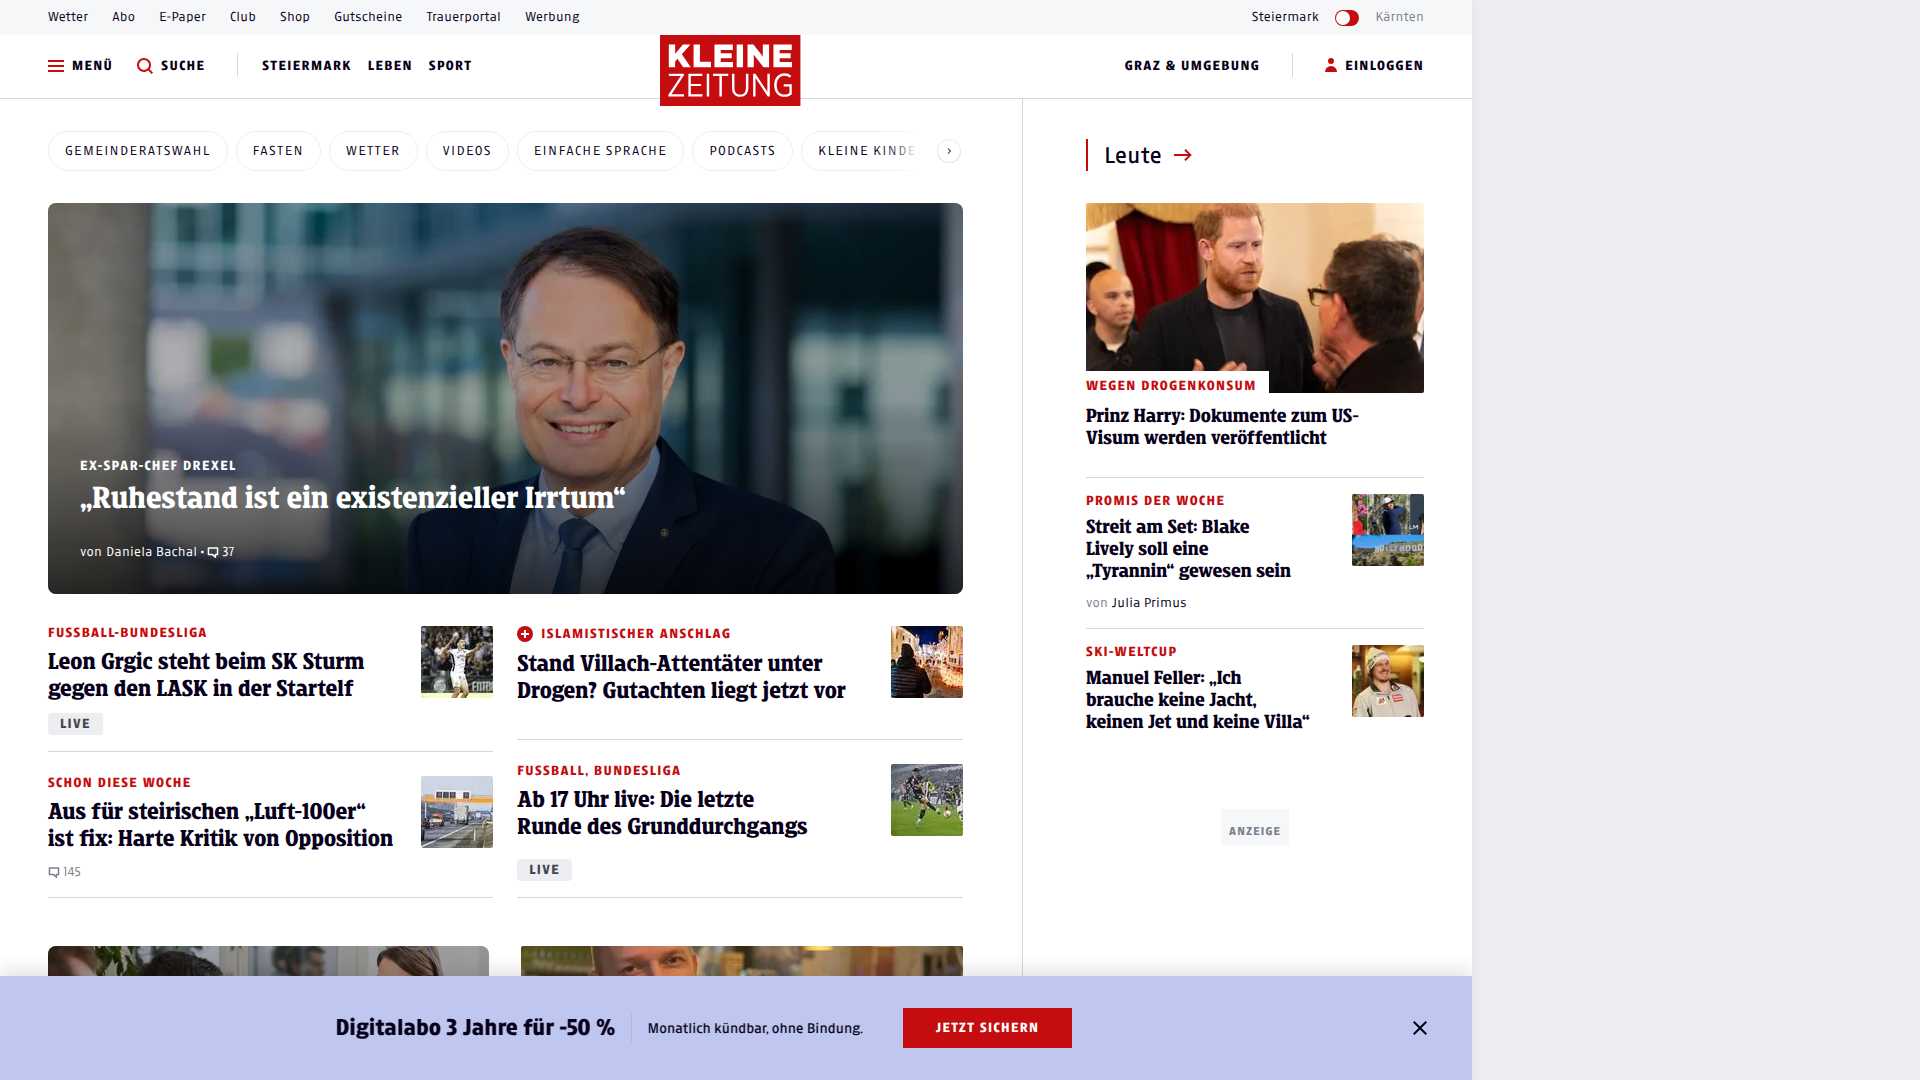 Wetter Abo E-Paper Club Shop Gutscheine Trauerportal Werbung Steiermark Kärnten
MENÜ SUCHE STEIERMARK LEBEN SPORT KLEINE ZEITUNG GRAZ & UMGEBUNG EINLOGGEN
GEMEINDERATSWAHL FASTEN WETTER VIDEOS EINFACHE SPRACHE PODCASTS KLEINE KINDE
EX-SPAR-CHEF DREXEL
„Ruhestand ist ein existenzieller Irrtum“
von Daniela Bachal • 37
FUSSBALL-BUNDESLIGA
Leon Grgic steht beim SK Sturm
gegen den LASK in der Startelf
LIVE
SCHON DIESE WOCHE
Aus für steirischen „Luft-100er“
ist fix: Harte Kritik von Opposition
145
ISLAMISTISCHER ANSCHLAG
Stand Villach-Attentäter unter
Drogen? Gutachten liegt jetzt vor
FUSSBALL, BUNDESLIGA
Ab 17 Uhr live: Die letzte
Runde des Grunddurchgangs
LIVE
Leute
WEGEN DROGENKONSUM
Prinz Harry: Dokumente zum US-
Visum werden veröffentlicht
PROMIS DER WOCHE
Streit am Set: Blake
Lively soll eine
„Tyrannin“ gewesen sein
von Julia Primus
SKI-WELTCUP
Manuel Feller: „Ich
brauche keine Jacht,
keinen Jet und keine Villa“
ANZEIGE
Digitalabo 3 Jahre für -50 % Monatlich kündbar, ohne Bindung. JETZT SICHERN